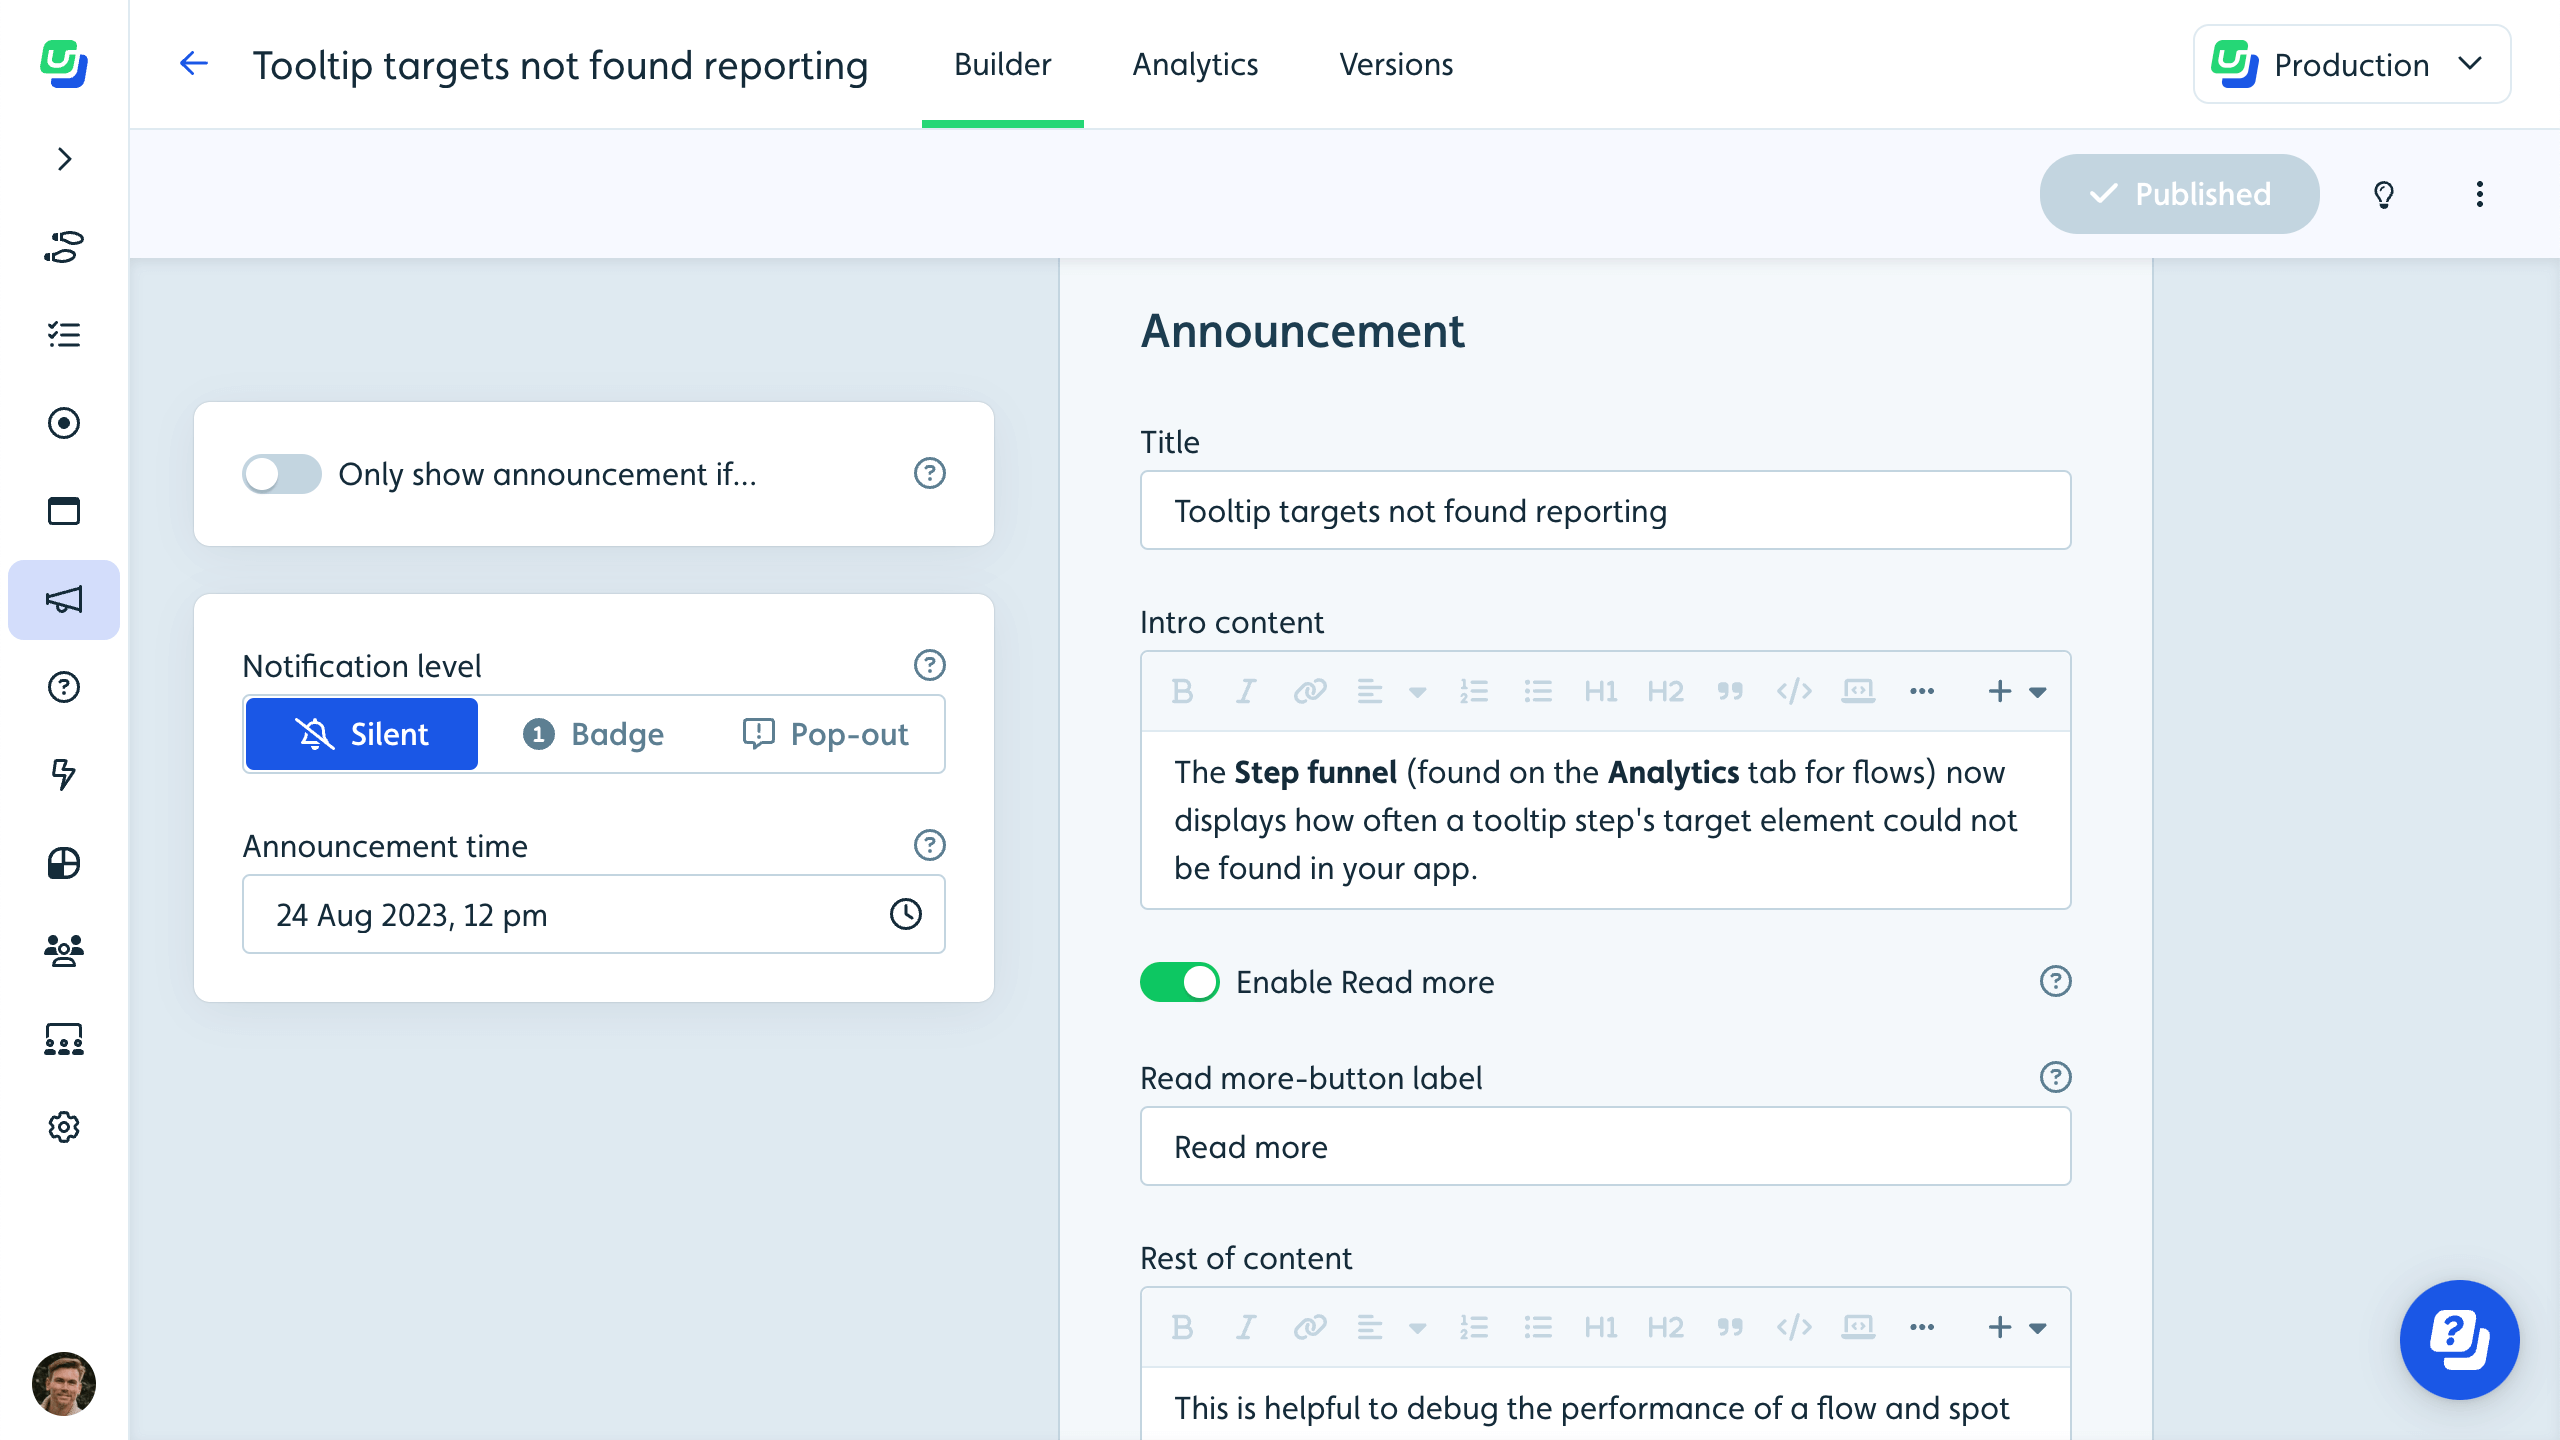 Tooltip targets not found reporting
Builder
Analytics
Versions
Production
Published
Only show announcement if...
Notification level
Silent
1 Badge
Pop-out
Announcement time
24 Aug 2023, 12 pm
Announcement
Title
Tooltip targets not found reporting
Intro content
B I H1 H2
The Step funnel (found on the Analytics tab for flows) now
displays how often a tooltip step's target element could not
be found in your app.
Enable Read more
Read more-button label
Read more
Rest of content
B I H1 H2
This is helpful to debug the performance of a flow and spot